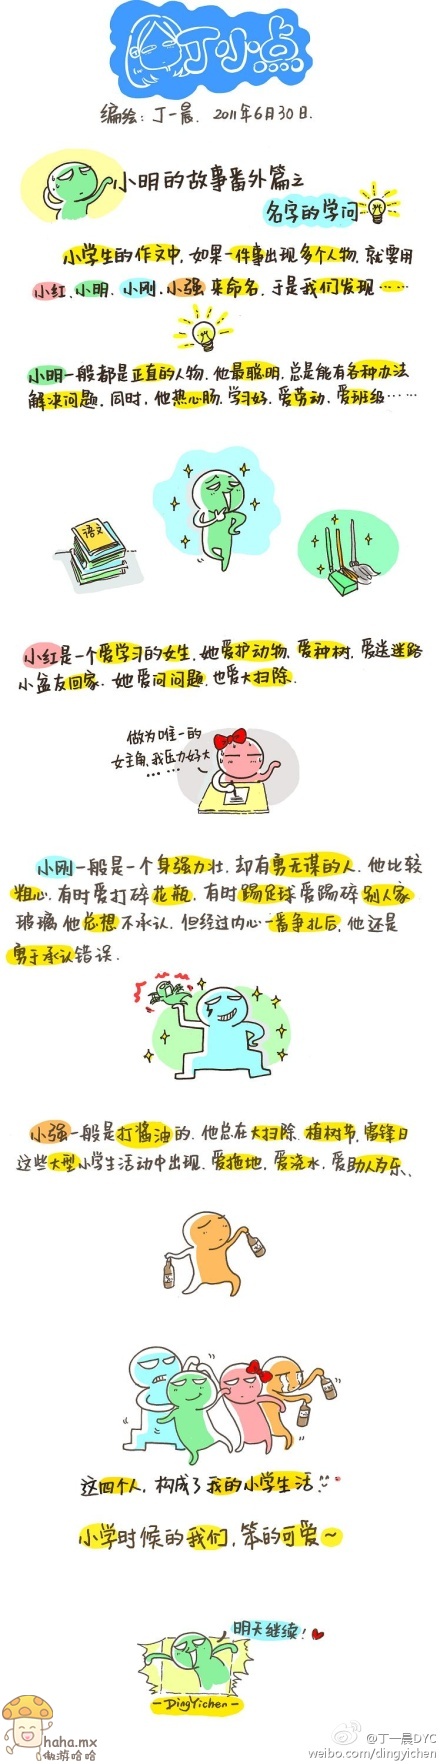 丁小点
编绘：丁一晨. 2011年6月30日.
小明的故事番外篇之
名字的学问
小学生的作文中，如果一件事出现多个人物，就要用
小红、小明、小刚、小强来命名，于是我们发现……
小明一般都是正直的人物，他最聪明，总是能有各种办法
解决问题，同时，他热心肠，学习好，爱劳动，爱班级……
语文
小红是一个爱学习的女生，她爱护动物，爱种树，爱送迷路
小盆友回家，她爱问问题，也爱大扫除.
做为唯一的
女主角，我压力好大
……
小刚一般是一个身强力壮，却有勇无谋的人，他比较
粗心，有时爱打碎花瓶，有时踢足球爱踢碎别人家
玻璃，他总想不承认，但经过内心一番争扎后，他还是
勇于承认错误.
小强一般是打酱油的，他总在大扫除、植树节，雷锋日
这些大型小学生活动中出现，爱拖地，爱浇水，爱助人为乐、
这四个人，构成了我的小学生活
小学时候的我们，笨的可爱~
明天继续！
-DingYichen-
haha.mx
傲游哈哈
@丁一晨DYC
weibo.com/dingyichen